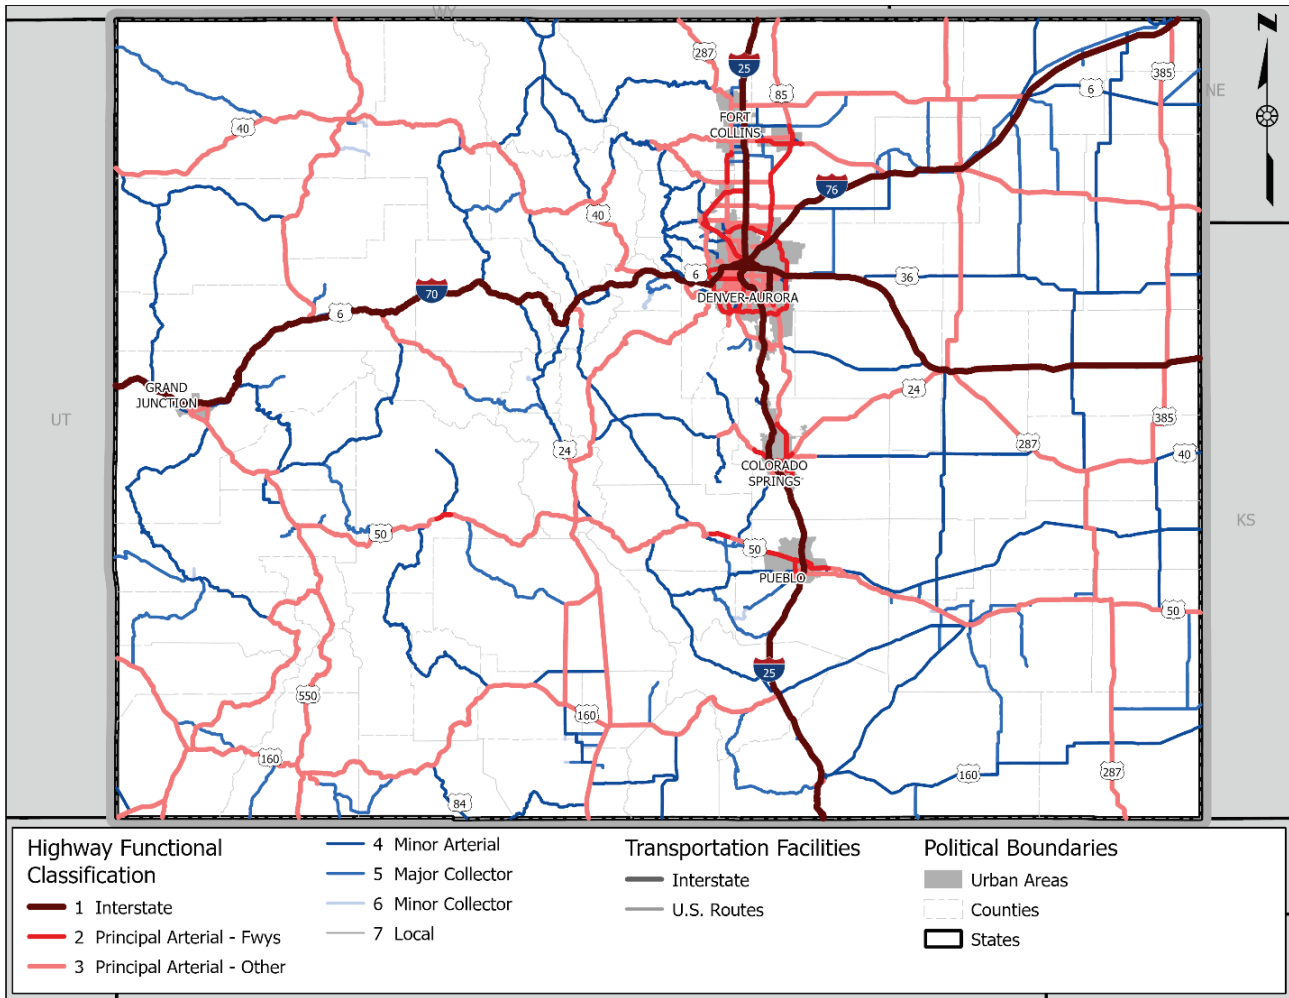 WY
287
25
385
85
6
NE
40
FORT
COLLINS
76
40
6
36
70
DENVER-AURORA
6
GRAND
JUNCTION
24
UT
385
24
287
40
COLORADO
SPRINGS
50
50
KS
PUEBLO
50
25
550
160
160
287
160
84
N
Highway Functional
Classification
1 Interstate
2 Principal Arterial - Fwys
3 Principal Arterial - Other
4 Minor Arterial
5 Major Collector
6 Minor Collector
7 Local
Transportation Facilities
Interstate
U.S. Routes
Political Boundaries
Urban Areas
Counties
States